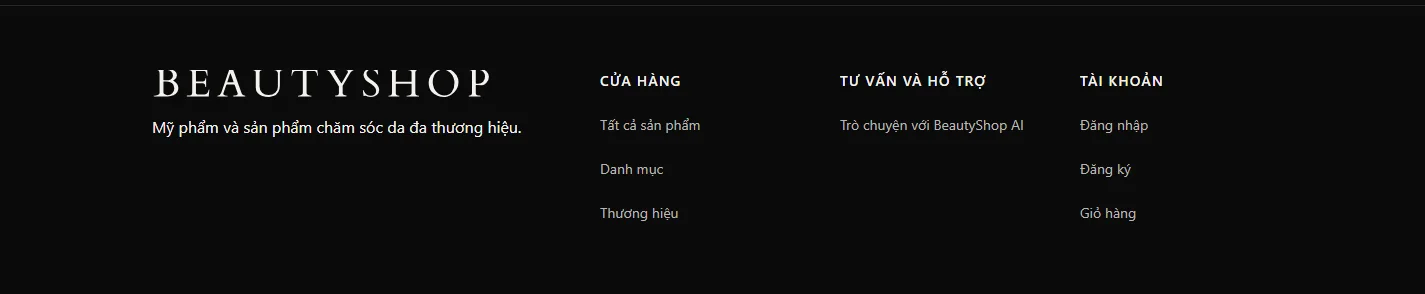 BEAUTYSHOP
Mỹ phẩm và sản phẩm chăm sóc da đa thương hiệu.
CỬA HÀNG
Tất cả sản phẩm
Danh mục
Thương hiệu
TƯ VẤN VÀ HỖ TRỢ
Trò chuyện với BeautyShop AI
TÀI KHOẢN
Đăng nhập
Đăng ký
Giỏ hàng